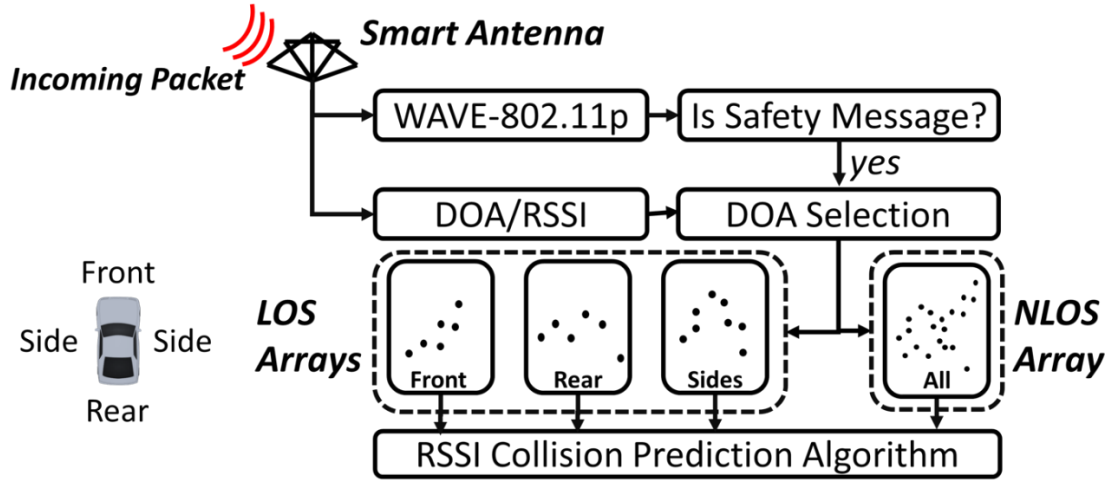 Smart Antenna
Incoming Packet
WAVE-802.11p
Is Safety Message?
yes
DOA/RSSI
DOA Selection
Front
Side
Side
Rear
LOS
Arrays
Front
Rear
Sides
All
NLOS
Array
RSSI Collision Prediction Algorithm